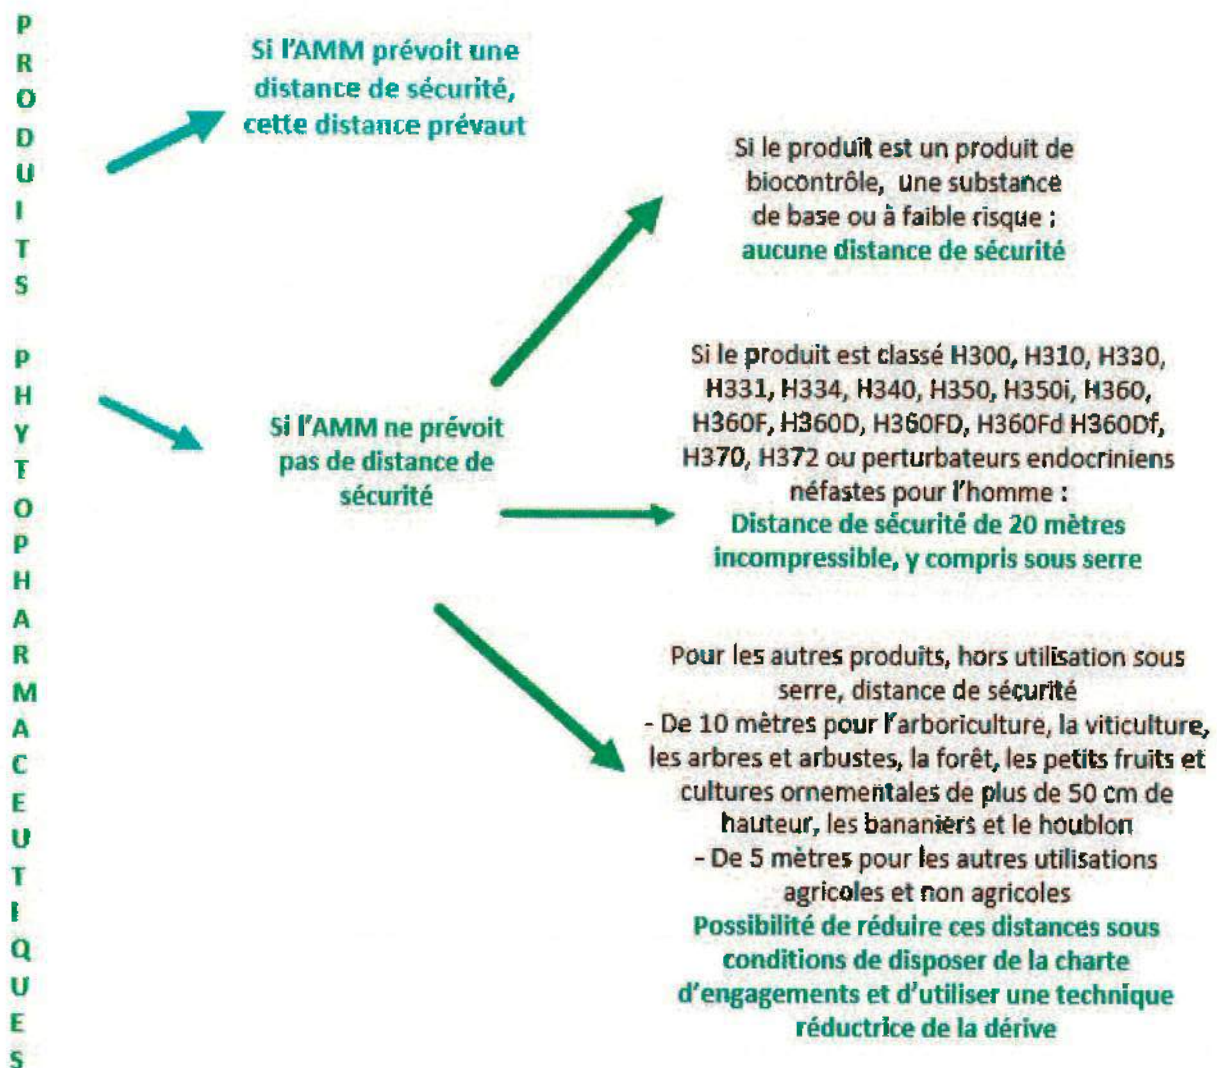 PRODUITS PHYTOPHARMACEUTIQUES
Si l'AMM prévoit une
distance de sécurité,
cette distance prévaut
Si l'AMM ne prévoit
pas de distance de
sécurité
Si le produit est un produit de
biocontrôle, une substance
de base ou à faible risque :
aucune distance de sécurité
Si le produit est classé H300, H310, H330,
H331, H334, H340, H350, H350i, H360,
H360F, H360D, H360FD, H360Fd H360Df,
H370, H372 ou perturbateurs endocriniens
néfastes pour l'homme :
Distance de sécurité de 20 mètres
incompressible, y compris sous serre
Pour les autres produits, hors utilisation sous
serre, distance de sécurité
- De 10 mètres pour l'arboriculture, la viticulture,
les arbres et arbustes, la forêt, les petits fruits et
cultures ornementales de plus de 50 cm de
hauteur, les bananiers et le houblon
- De 5 mètres pour les autres utilisations
agricoles et non agricoles
Possibilité de réduire ces distances sous
conditions de disposer de la charte
d'engagements et d'utiliser une technique
réductrice de la dérive